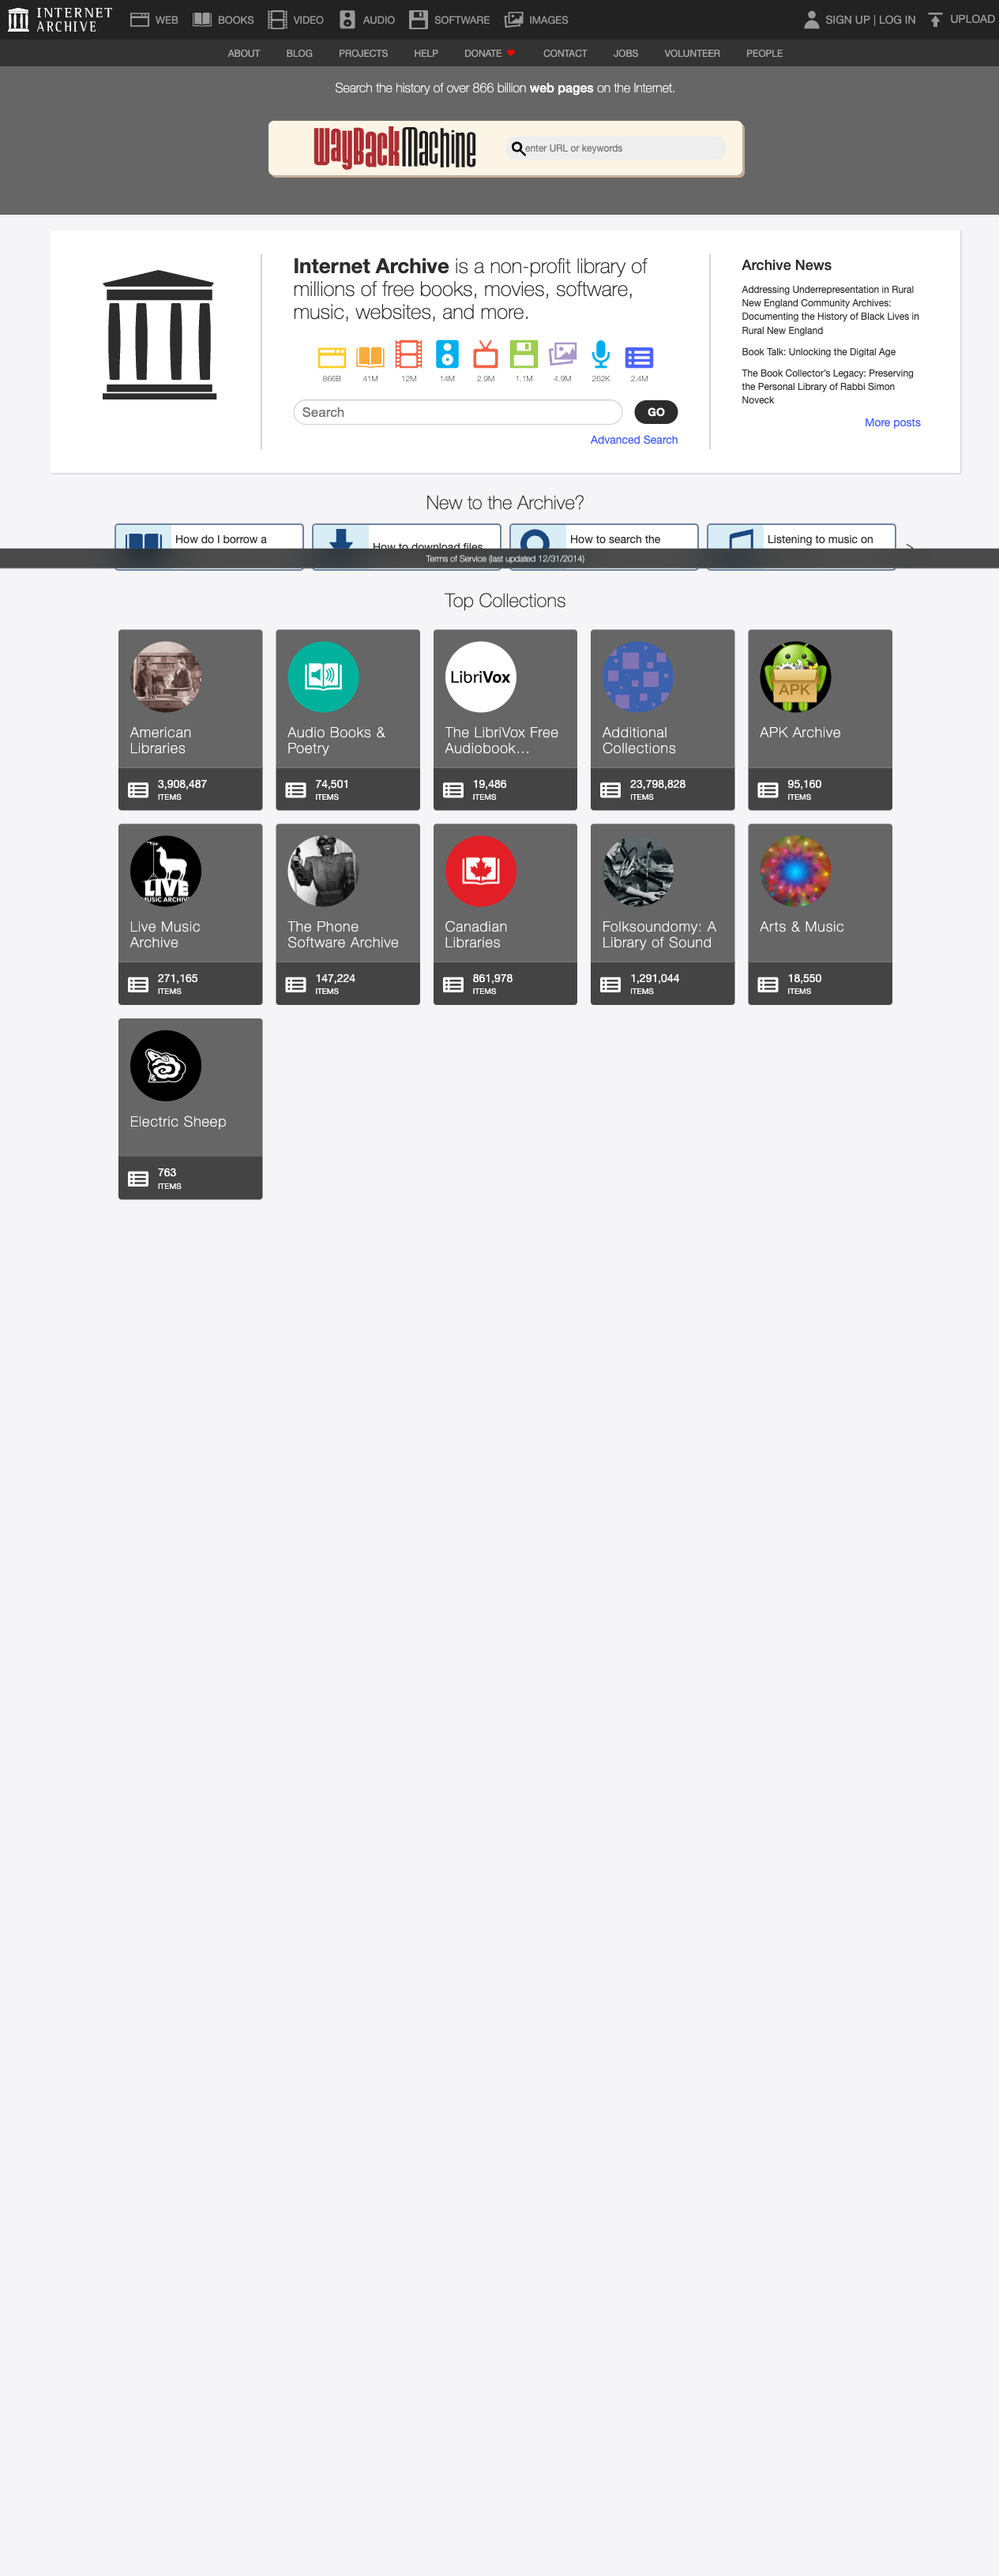 INTERNET
ARCHIVE
WEB
BOOKS
VIDEO
AUDIO
SOFTWARE
IMAGES
SIGN UP | LOG IN
UPLOAD
ABOUT
BLOG
PROJECTS
HELP
DONATE
CONTACT
JOBS
VOLUNTEER
PEOPLE
Search the history of over 866 billion web pages on the Internet.
WayBackMachine
enter URL or keywords
Internet Archive is a non-profit library of
millions of free books, movies, software,
music, websites, and more.
866B
41M
12M
14M
2.9M
1.1M
4.9M
262K
2.4M
Search
GO
Advanced Search
Archive News
Addressing Underrepresentation in Rural
New England Community Archives:
Documenting the History of Black Lives in
Rural New England
Book Talk: Unlocking the Digital Age
The Book Collector's Legacy: Preserving
the Personal Library of Rabbi Simon
Noveck
More posts
New to the Archive?
How do I borrow a
How to download files
How to search the
Listening to music on
>
Terms of Service (last updated 12/31/2014)
Top Collections
American
Libraries
3,908,487
ITEMS
Audio Books &
Poetry
74,501
ITEMS
LibriVox
The LibriVox Free
Audiobook…
19,486
ITEMS
Additional
Collections
23,798,828
ITEMS
APK
APK Archive
95,160
ITEMS
LIVE
MUSIC ARCHIVE
Live Music
Archive
271,165
ITEMS
The Phone
Software Archive
147,224
ITEMS
Canadian
Libraries
861,978
ITEMS
Folksoundomy: A
Library of Sound
1,291,044
ITEMS
Arts & Music
18,550
ITEMS
Electric Sheep
763
ITEMS